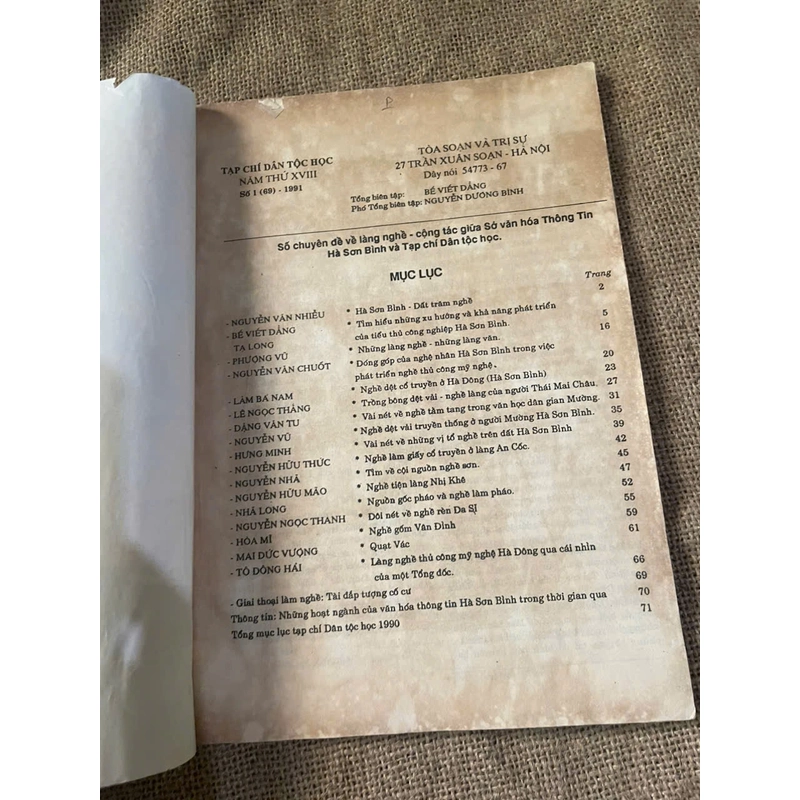 TẠP CHÍ DÂN TỘC HỌC
NĂM THỨ XVIII
Số 1 (69) - 1991
TÒA SOẠN VÀ TRỊ SỰ
27 TRẦN XUÂN SOẠN - HÀ NỘI
Dây nói 54773 - 67
Tổng biên tập: BẾ VIẾT ĐẲNG
Phó Tổng biên tập: NGUYỄN DƯƠNG BÌNH
Số chuyên đề về làng nghề - cộng tác giữa Sở văn hóa Thông Tin
Hà Sơn Bình và Tạp chí Dân tộc học.
MỤC LỤC
Trang
- NGUYỄN VĂN NHIỄU * Hà Sơn Bình - Đất trăm nghề 2
- BẾ VIẾT ĐẲNG * Tìm hiểu những xu hướng và khả năng phát triển
TẠ LONG của tiểu thủ công nghiệp Hà Sơn Bình. 5
- PHƯỢNG VŨ * Những làng nghề - những làng văn. 16
- NGUYỄN VĂN CHUỐT * Đóng góp của nghệ nhân Hà Sơn Bình trong việc
phát triển nghề thủ công mỹ nghệ. 20
- LÂM BÁ NAM * Nghề dệt cổ truyền ở Hà Đông (Hà Sơn Bình) 23
- LÊ NGỌC THẮNG * Trồng bông dệt vải - nghề làng của người Thái Mai Châu. 27
- ĐẶNG VĂN TU * Vài nét về nghề tằm tang trong văn học dân gian Mường. 31
- NGUYỄN VŨ * Nghề dệt vải truyền thống ở người Mường Hà Sơn Bình. 35
- HƯNG MINH * Vài nét về những vị tổ nghề trên đất Hà Sơn Bình 39
- NGUYỄN HỮU THỨC * Nghề làm giấy cổ truyền ở làng An Cốc. 42
- NGUYỄN NHẢ * Tìm về cội nguồn nghề sơn. 45
- NGUYỄN HỮU MÃO * Nghề tiện làng Nhị Khê 47
- NHÃ LONG * Nguồn gốc pháo và nghề làm pháo. 52
- NGUYỄN NGỌC THANH * Đôi nét về nghề rèn Đa Sĩ 55
- HÒA MĨ * Nghề gốm Vân Đình 59
- MAI ĐỨC VƯỢNG * Quạt Vác 61
- TÔ ĐÔNG HẢI * Làng nghề thủ công mỹ nghệ Hà Đông qua cái nhìn
của một Tổng đốc. 66
- Giai thoại làm nghề: Tài đắp tượng cố cư 69
Thông tin: Những hoạt ngành của văn hóa thông tin Hà Sơn Bình trong thời gian qua 70
Tổng mục lục tạp chí Dân tộc học 1990 71